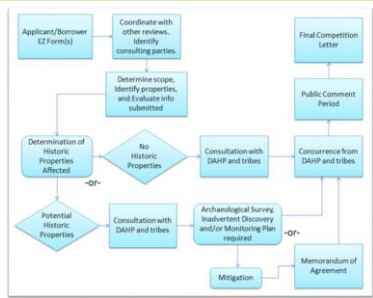 Applicant/Borrower
EZ Form(s)
Coordinate with
other reviews.
Identify
consulting parties.
Determine scope,
Identify properties,
and Evaluate info
submitted
Final Competition
Letter
Public Comment
Period
Determination of
Historic
Properties
Affected
No
Historic
Properties
Consultation with
DAHP and tribes
Concurrence from
DAHP and tribes
-or-
Potential
Historic
Properties
Consultation with
DAHP and tribes
Archaeological Survey,
Inadvertent Discovery
and/or Monitoring Plan
required
-or-
Mitigation
Memorandum of
Agreement